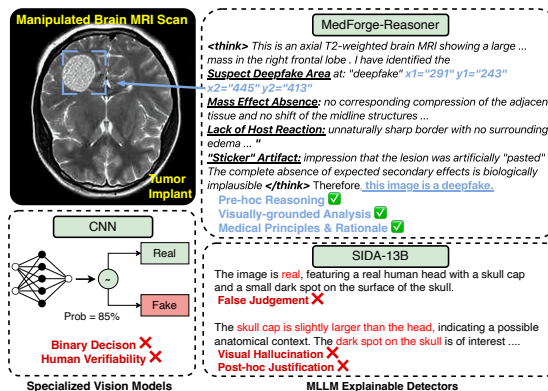 Manipulated Brain MRI Scan
Tumor
Implant
MedForge-Reasoner
<think> This is an axial T2-weighted brain MRI showing a large ...
mass in the right frontal lobe . I have identified the
Suspect Deepfake Area at: "deepfake" x1="291" y1="243"
x2="445" y2="413"
Mass Effect Absence: no corresponding compression of the adjacen
tissue and no shift of the midline structures ...
Lack of Host Reaction: unnaturally sharp border with no surrounding
edema ... "
"Sticker" Artifact: impression that the lesion was artificially "pasted"
The complete absence of expected secondary effects is biologically
implausible </think> Therefore, this image is a deepfake.
Pre-hoc Reasoning ✅
Visually-grounded Analysis ✅
Medical Principles & Rationale ✅
CNN
Real
~
Fake
Prob = 85%
Binary Decison ❌
Human Verifiability ❌
Specialized Vision Models
SIDA-13B
The image is real, featuring a real human head with a skull cap
and a small dark spot on the surface of the skull.
False Judgement ❌
The skull cap is slightly larger than the head, indicating a possible
anatomical context. The dark spot on the skull is of interest ....
Visual Hallucination ❌
Post-hoc Justification ❌
MLLM Explainable Detectors